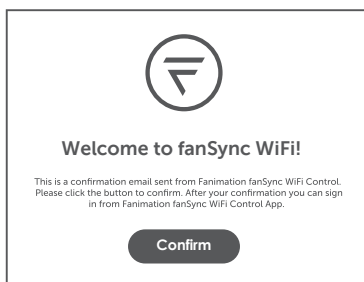 Welcome to fanSync WiFi!
This is a confirmation email sent from Fanimation fanSync WiFi Control.
Please click the button to confirm. After your confirmation you can sign
in from Fanimation fanSync WiFi Control App.
Confirm